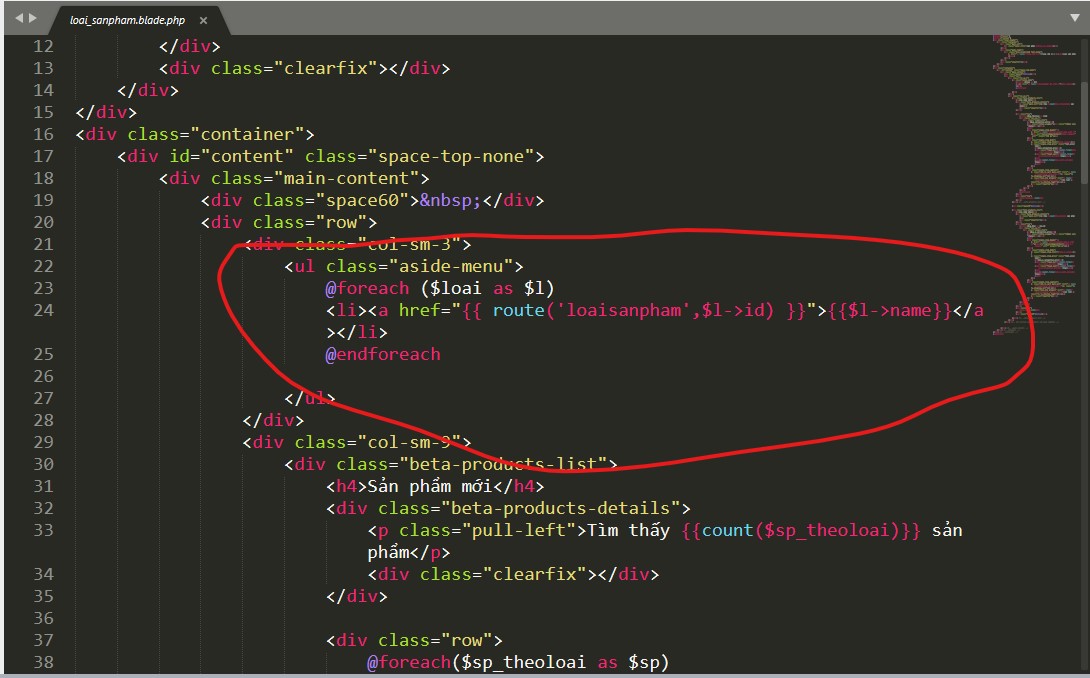 loai_sanpham.blade.php ×
12 </div>
13 <div class="clearfix"></div>
14 </div>
15 </div>
16 <div class="container">
17 <div id="content" class="space-top-none">
18 <div class="main-content">
19 <div class="space60">&nbsp;</div>
20 <div class="row">
21 <div class="col-sm-3">
22 <ul class="aside-menu">
23 @foreach ($loai as $l)
24 <li><a href="{{ route('loaisanpham',$l->id) }}">{{$l->name}}</a
></li>
25 @endforeach
26
27 </ul>
28 </div>
29 <div class="col-sm-9">
30 <div class="beta-products-list">
31 <h4>Sản phẩm mới</h4>
32 <div class="beta-products-details">
33 <p class="pull-left">Tìm thấy {{count($sp_theoloai)}} sản
phẩm</p>
34 <div class="clearfix"></div>
35 </div>
36
37 <div class="row">
38 @foreach($sp_theoloai as $sp)